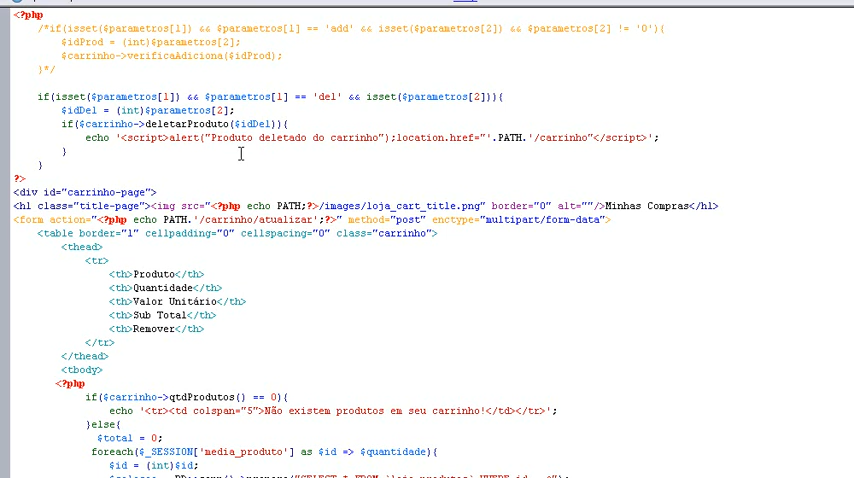 <?php
/*if(isset($parametros[1]) && $parametros[1] == 'add' && isset($parametros[2]) && $parametros[2] != '0'){
$idProd = (int)$parametros[2];
$carrinho->verificaAdiciona($idProd);
}*/
if(isset($parametros[1]) && $parametros[1] == 'del' && isset($parametros[2])){
$idDel = (int)$parametros[2];
if($carrinho->deletarProduto($idDel)){
echo '<script>alert("Produto deletado do carrinho");location.href="'.PATH.'/carrinho"</script>';
}
}
?>
<div id="carrinho-page">
<h1 class="title-page"><img src="<?php echo PATH;?>/images/loja_cart_title.png" border="0" alt=""/>Minhas Compras</h1>
<form action="<?php echo PATH.'/carrinho/atualizar';?>" method="post" enctype="multipart/form-data">
<table border="1" cellpadding="0" cellspacing="0" class="carrinho">
<thead>
<tr>
<th>Produto</th>
<th>Quantidade</th>
<th>Valor Unitário</th>
<th>Sub Total</th>
<th>Remover</th>
</tr>
</thead>
<tbody>
<?php
if($carrinho->qtdProdutos() == 0){
echo '<tr><td colspan="5">Não existem produtos em seu carrinho!</td></tr>';
}else{
$total = 0;
foreach($_SESSION['media_produto'] as $id => $quantidade){
$id = (int)$id;